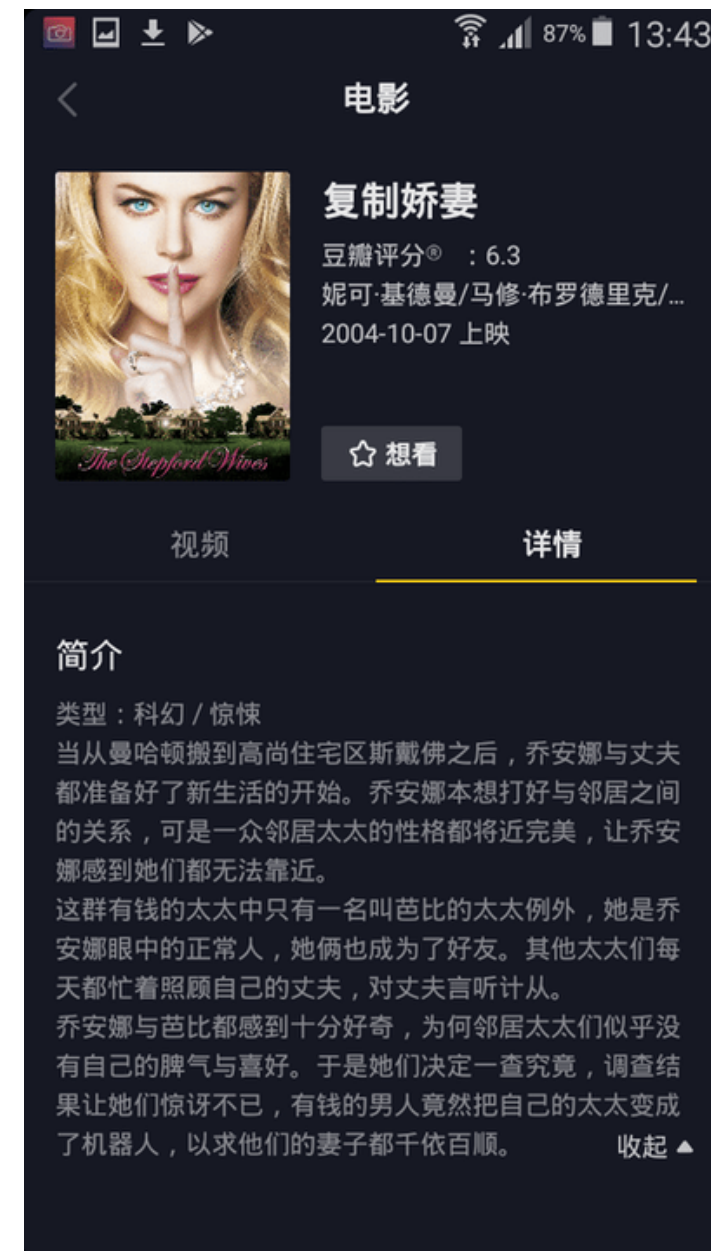 87% 13:43
电影
复制娇妻
豆瓣评分® ：6.3
妮可·基德曼/马修·布罗德里克/...
2004-10-07 上映
The Stepford Wives
想看
视频 详情
简介
类型：科幻 / 惊悚
当从曼哈顿搬到高尚住宅区斯戴佛之后，乔安娜与丈夫
都准备好了新生活的开始。乔安娜本想打好与邻居之间
的关系，可是一众邻居太太的性格都将近完美，让乔安
娜感到她们都无法靠近。
这群有钱的太太中只有一名叫芭比的太太例外，她是乔
安娜眼中的正常人，她俩也成为了好友。其他太太们每
天都忙着照顾自己的丈夫，对丈夫言听计从。
乔安娜与芭比都感到十分好奇，为何邻居太太们似乎没
有自己的脾气与喜好。于是她们决定一查究竟，调查结
果让她们惊讶不已，有钱的男人竟然把自己的太太变成
了机器人，以求他们的妻子都千依百顺。 收起